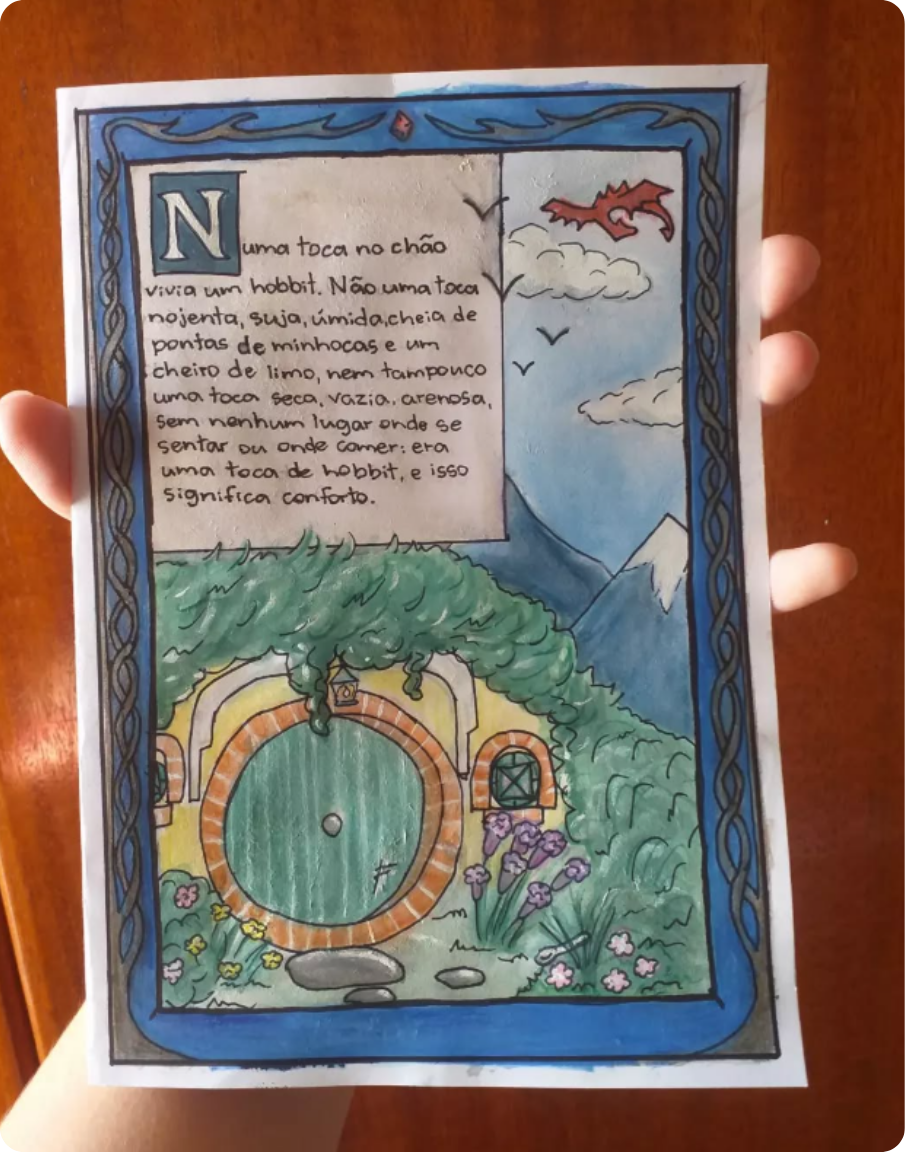 Numa toca no chão
vivia um hobbit. Não uma toca
nojenta, suja, úmida, cheia de
pontas de minhocas e um
cheiro de limo, nem tampouco
uma toca seca, vazia, arenosa,
sem nenhum lugar onde se
sentar ou onde comer: era
uma toca de hobbit, e isso
significa conforto.